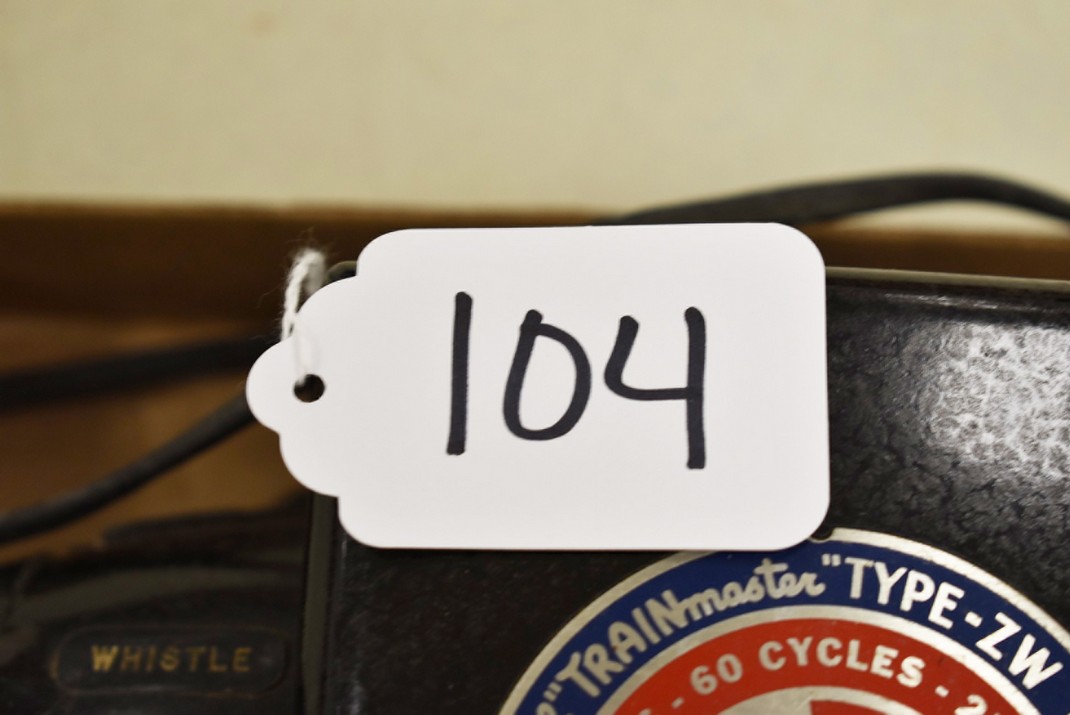 104
"TRAINmaster" TYPE-ZW
60 CYCLES -
WHISTLE